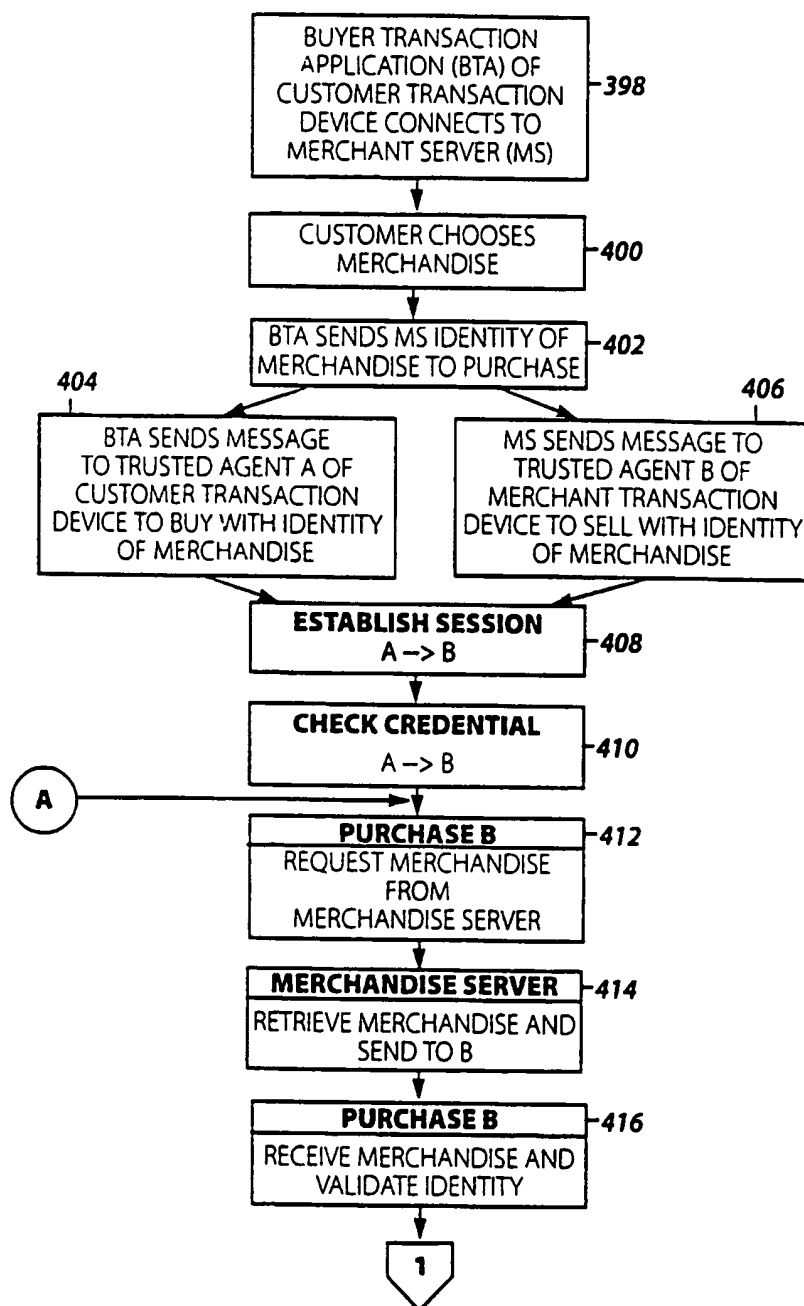 BUYER TRANSACTION
APPLICATION (BTA) OF
CUSTOMER TRANSACTION
DEVICE CONNECTS TO
MERCHANT SERVER (MS)
398
CUSTOMER CHOOSES
MERCHANDISE
400
BTA SENDS MS IDENTITY OF
MERCHANDISE TO PURCHASE
402
404
BTA SENDS MESSAGE
TO TRUSTED AGENT A OF
CUSTOMER TRANSACTION
DEVICE TO BUY WITH IDENTITY
OF MERCHANDISE
406
MS SENDS MESSAGE TO
TRUSTED AGENT B OF
MERCHANT TRANSACTION
DEVICE TO SELL WITH IDENTITY
OF MERCHANDISE
ESTABLISH SESSION
A --> B
408
CHECK CREDENTIAL
A --> B
410
A
PURCHASE B
412
REQUEST MERCHANDISE
FROM
MERCHANDISE SERVER
MERCHANDISE SERVER
414
RETRIEVE MERCHANDISE AND
SEND TO B
PURCHASE B
416
RECEIVE MERCHANDISE AND
VALIDATE IDENTITY
1